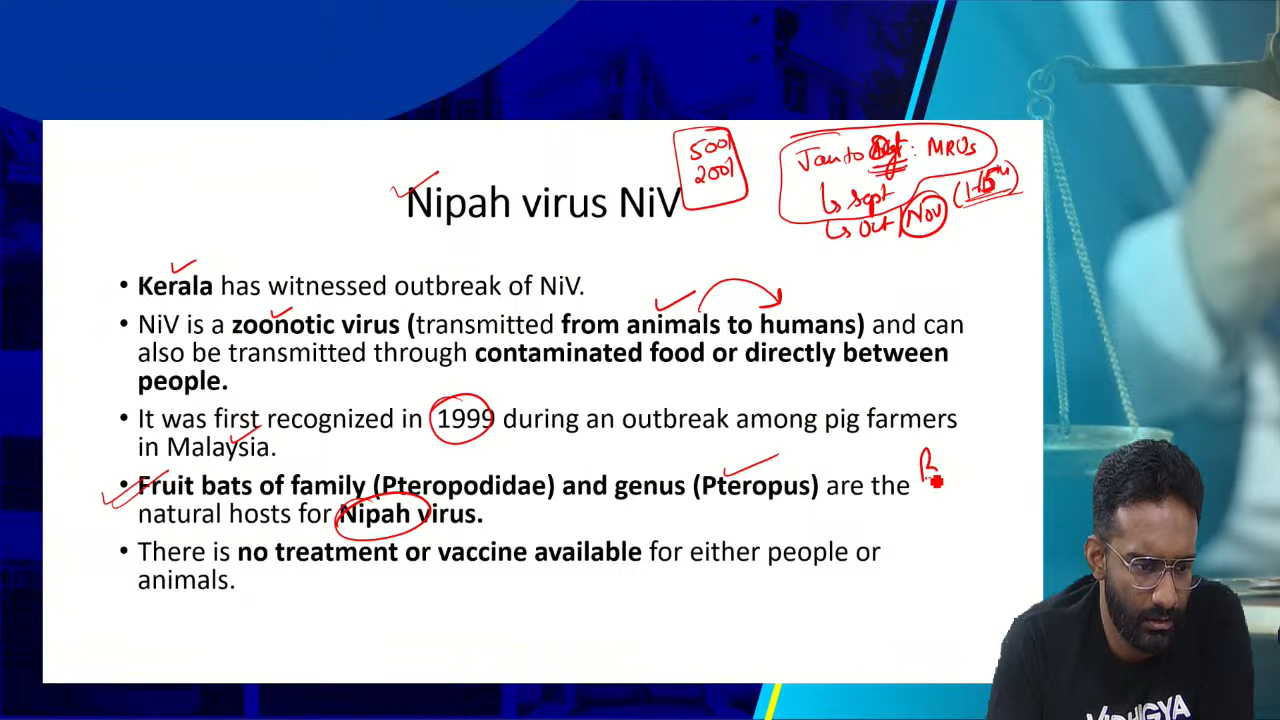 500/
200/
Jan to : MRUs
↳ Sept
↳ Oct Nov (1-15th)
Nipah virus NiV
• Kerala has witnessed outbreak of NiV.
• NiV is a zoonotic virus (transmitted from animals to humans) and can
also be transmitted through contaminated food or directly between
people.
• It was first recognized in 1999 during an outbreak among pig farmers
in Malaysia.
• Fruit bats of family (Pteropodidae) and genus (Pteropus) are the
natural hosts for Nipah virus.
• There is no treatment or vaccine available for either people or
animals.
VIDHIGYA